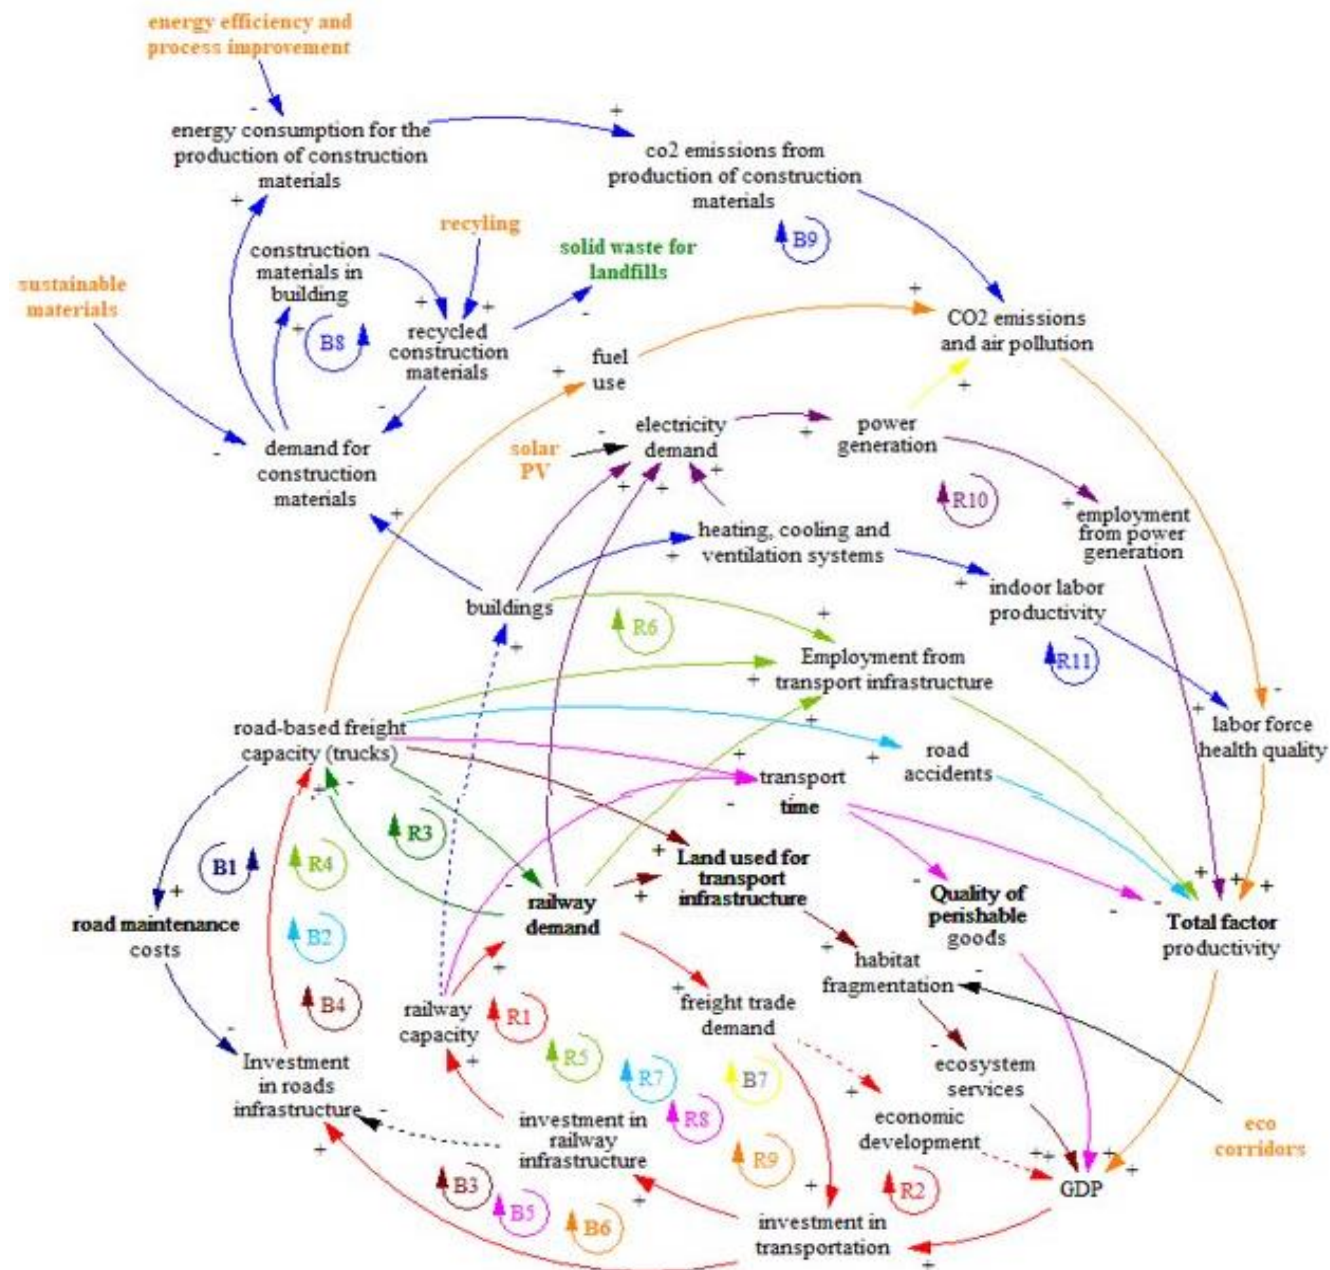 energy efficiency and
process improvement
energy consumption for the
production of construction
materials
co2 emissions from
production of construction
materials
B9
recyling
construction
materials in
building
solid waste for
landfills
sustainable
materials
B8
recycled
construction
materials
CO2 emissions
and air pollution
fuel
use
electricity
demand
power
generation
solar
PV
demand for
construction
materials
R10
employment
from power
generation
heating, cooling and
ventilation systems
indoor labor
productivity
buildings
R6
R11
Employment from
transport infrastructure
labor force
health quality
road-based freight
capacity (trucks)
road
accidents
transport
time
R3
B1
R4
Land used for
transport
infrastructure
railway
demand
Quality of
perishable
goods
Total factor
productivity
road maintenance
costs
B2
habitat
fragmentation
B4
railway
capacity
R1
freight trade
demand
Investment
in roads
infrastructure
R5
R7
B7
ecosystem
services
R8
economic
development
eco
corridors
investment in
railway
infrastructure
R9
B3
B5
B6
R2
GDP
investment in
transportation